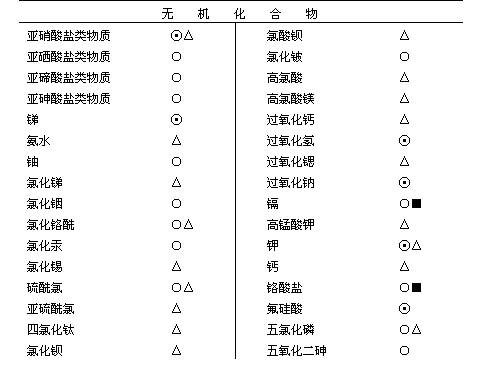 无机化合物
亚硝酸盐类物质 ⊙△ 氯酸钡 △
亚硒酸盐类物质 ○ 氯化铍 ○
亚碲酸盐类物质 ○ 高氯酸 △
亚砷酸盐类物质 ○ 高氯酸镁 △
锑 ⊙ 过氧化钙 △
氨水 △ 过氧化氢 ⊙
铀 ○ 过氧化锶 △
氯化锑 △ 过氧化钠 ⊙
氯化铟 ○ 镉 ○■
氯化铬酰 ○△ 高锰酸钾 △
氯化汞 ○ 钾 ⊙△
氯化锡 △ 钙 △
硫酰氯 ○△ 铬酸盐 ○■
亚硫酰氯 △ 氟硅酸 ⊙
四氯化钛 △ 五氯化磷 ○△
氯化钡 △ 五氧化二砷 ○